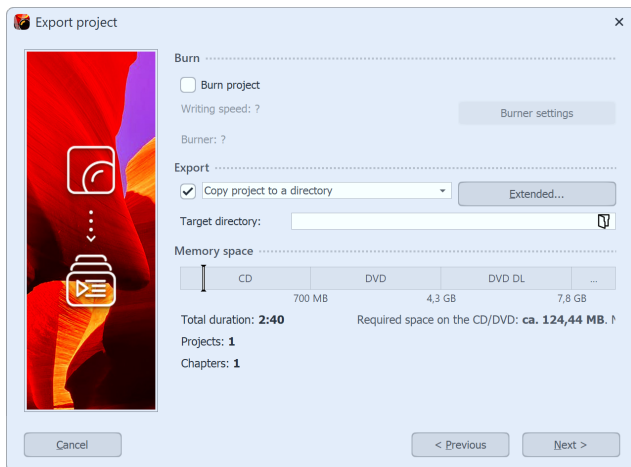 Export project
Burn
Burn project
Writing speed: ?
Burner settings
Burner: ?
Export
Copy project to a directory
Extended...
Target directory:
Memory space
CD DVD DVD DL ...
700 MB 4,3 GB 7,8 GB
Total duration: 2:40 Required space on the CD/DVD: ca. 124,44 MB.
Projects: 1
Chapters: 1
Cancel < Previous Next >